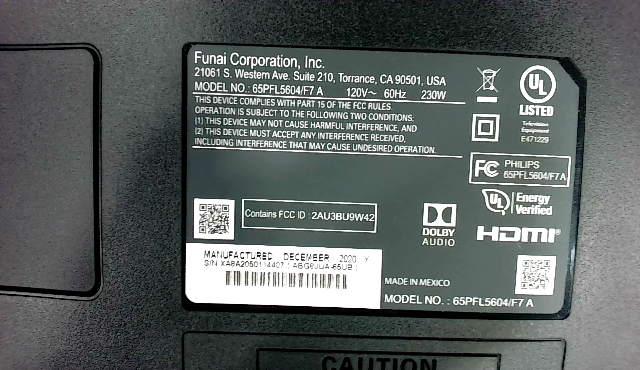 Funai Corporation, Inc.
21061 S. Western Ave. Suite 210, Torrance, CA 90501, USA
MODEL NO.: 65PFL5604/F7 A 120V~ 60Hz 230W
THIS DEVICE COMPLIES WITH PART 15 OF THE FCC RULES.
OPERATION IS SUBJECT TO THE FOLLOWING TWO CONDITIONS:
(1) THIS DEVICE MAY NOT CAUSE HARMFUL INTERFERENCE, AND
(2) THIS DEVICE MUST ACCEPT ANY INTERFERENCE RECEIVED,
INCLUDING INTERFERENCE THAT MAY CAUSE UNDESIRED OPERATION.
UL
LISTED
Television
Equipment
E471229
FC PHILIPS
65PFL5604/F7A
UL Energy
Verified
Contains FCC ID : 2AU3BU9W42
DOLBY
AUDIO
HDMI
MANUFACTURED DECEMBER 2020 Y
MADE IN MEXICO
MODEL NO. : 65PFL5604/F7 A
CAUTION